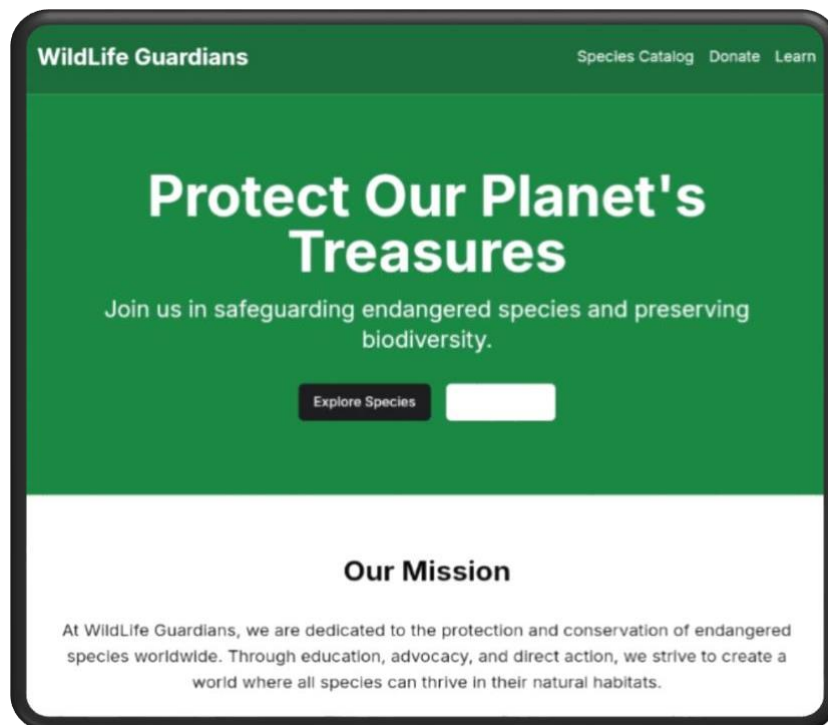 WildLife Guardians
Species Catalog Donate Learn
Protect Our Planet's
Treasures
Join us in safeguarding endangered species and preserving
biodiversity.
Explore Species
Our Mission
At WildLife Guardians, we are dedicated to the protection and conservation of endangered
species worldwide. Through education, advocacy, and direct action, we strive to create a
world where all species can thrive in their natural habitats.